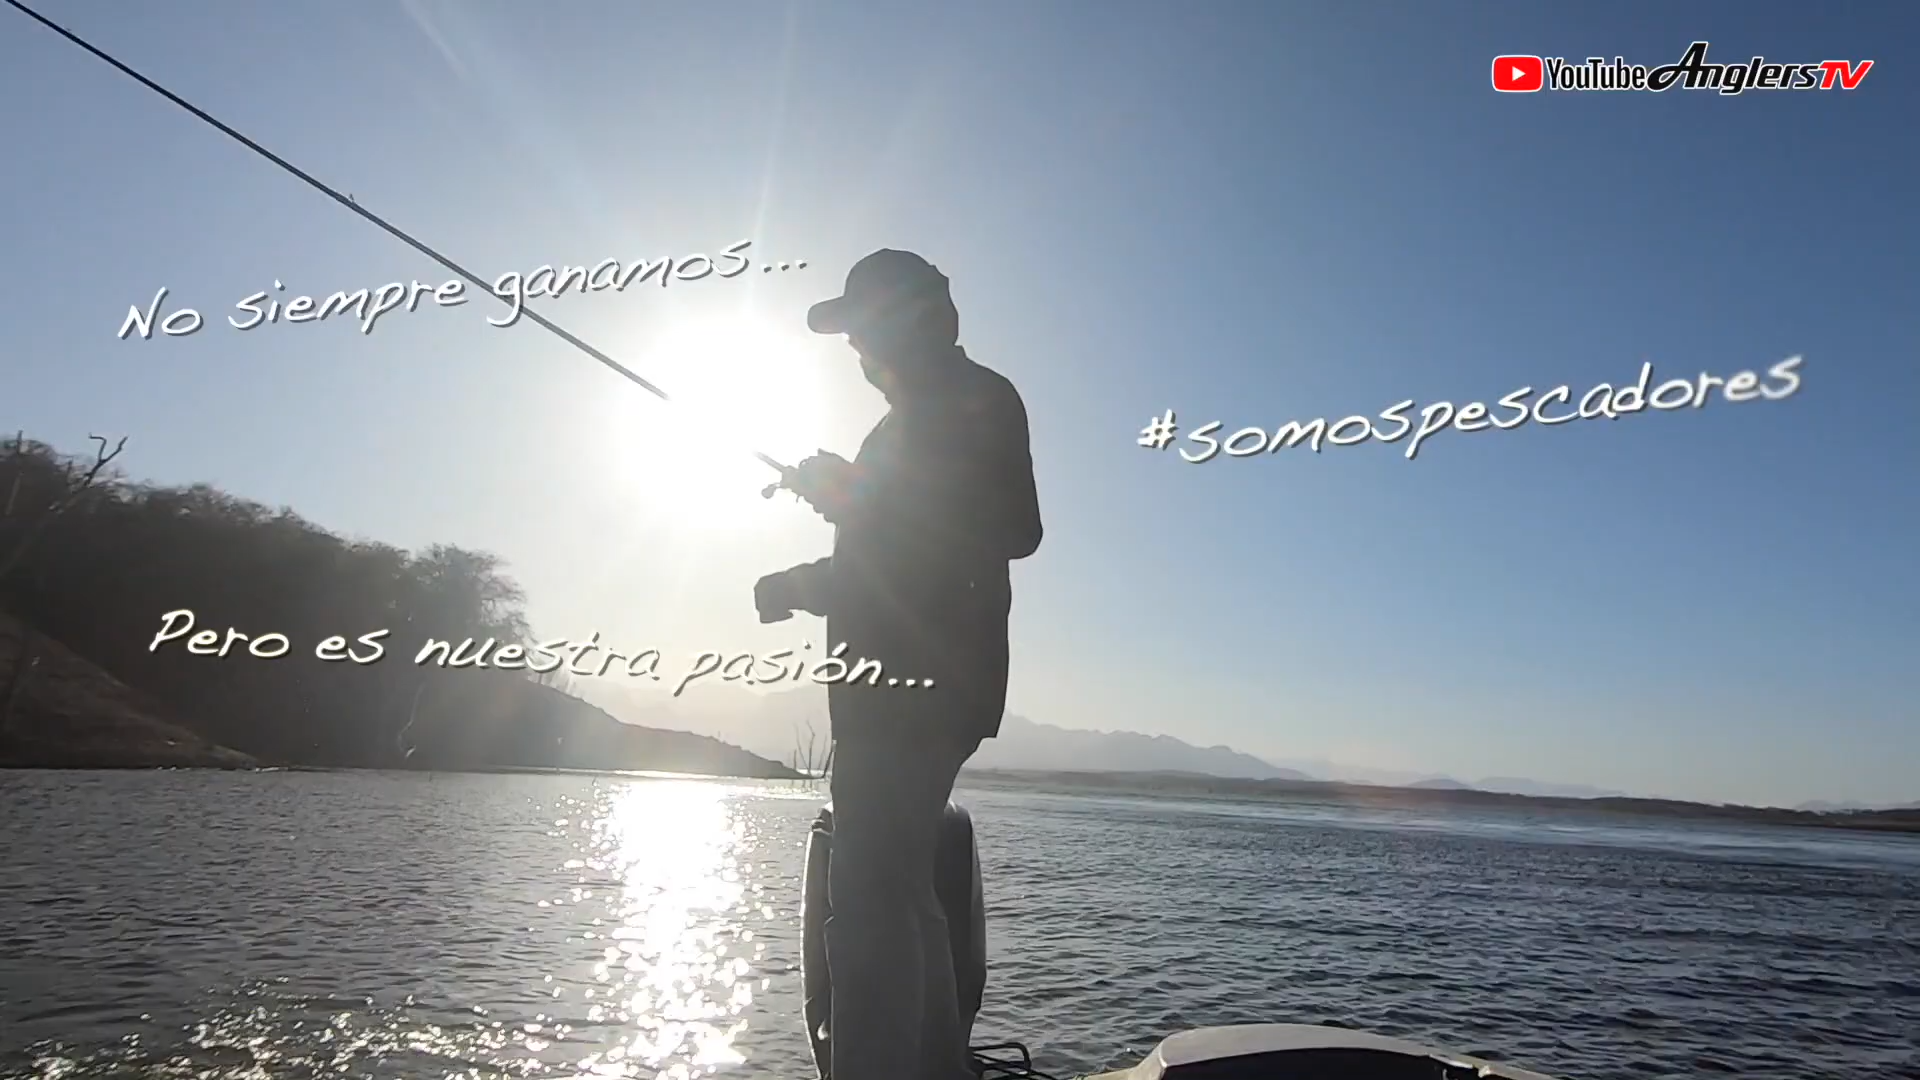 YouTube AnglersTV
No siempre ganamos...
#somospescadores
Pero es nuestra pasión...